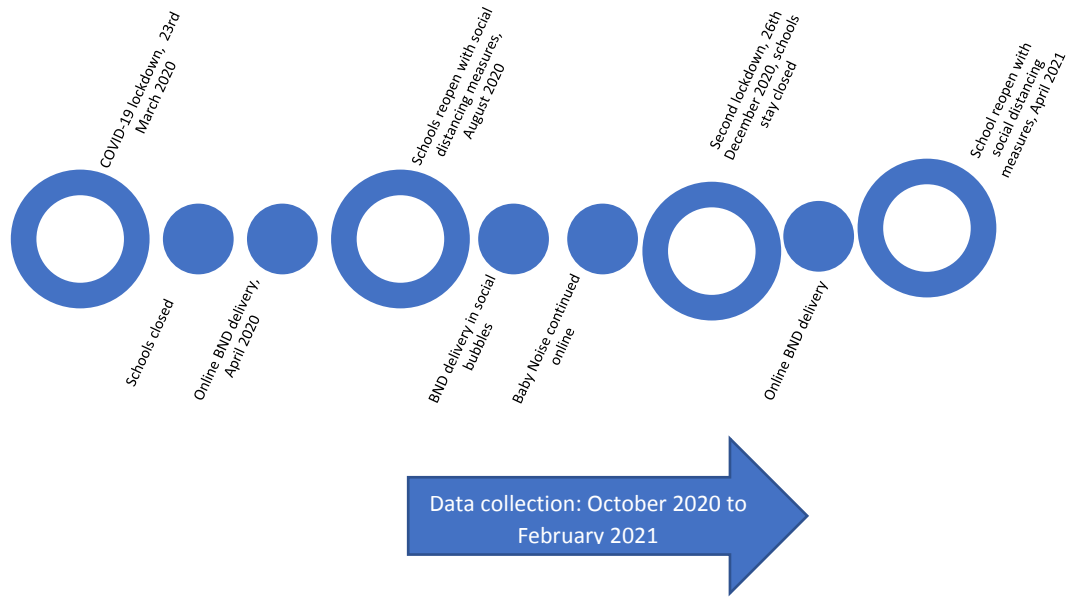 COVID-19 lockdown, 23rd
March 2020
Schools closed
Online BND delivery,
April 2020
Schools reopen with social
distancing measures,
August 2020
BND delivery in social
bubbles
Baby Noise continued
online
Second lockdown, 26th
December 2020, schools
stay closed
Online BND delivery
School reopen with
social distancing
measures, April 2021
Data collection: October 2020 to
February 2021